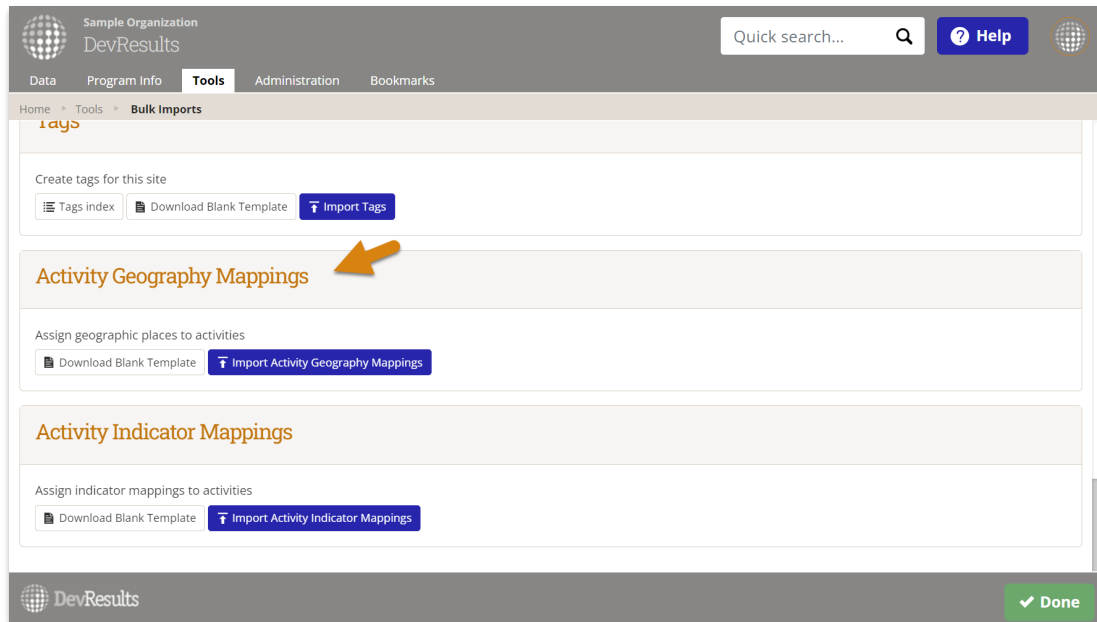 Sample Organization
DevResults
Quick search...
Help
Data Program Info Tools Administration Bookmarks
Home Tools Bulk Imports
Tags
Create tags for this site
Tags index Download Blank Template Import Tags
Activity Geography Mappings
Assign geographic places to activities
Download Blank Template Import Activity Geography Mappings
Activity Indicator Mappings
Assign indicator mappings to activities
Download Blank Template Import Activity Indicator Mappings
DevResults
Done